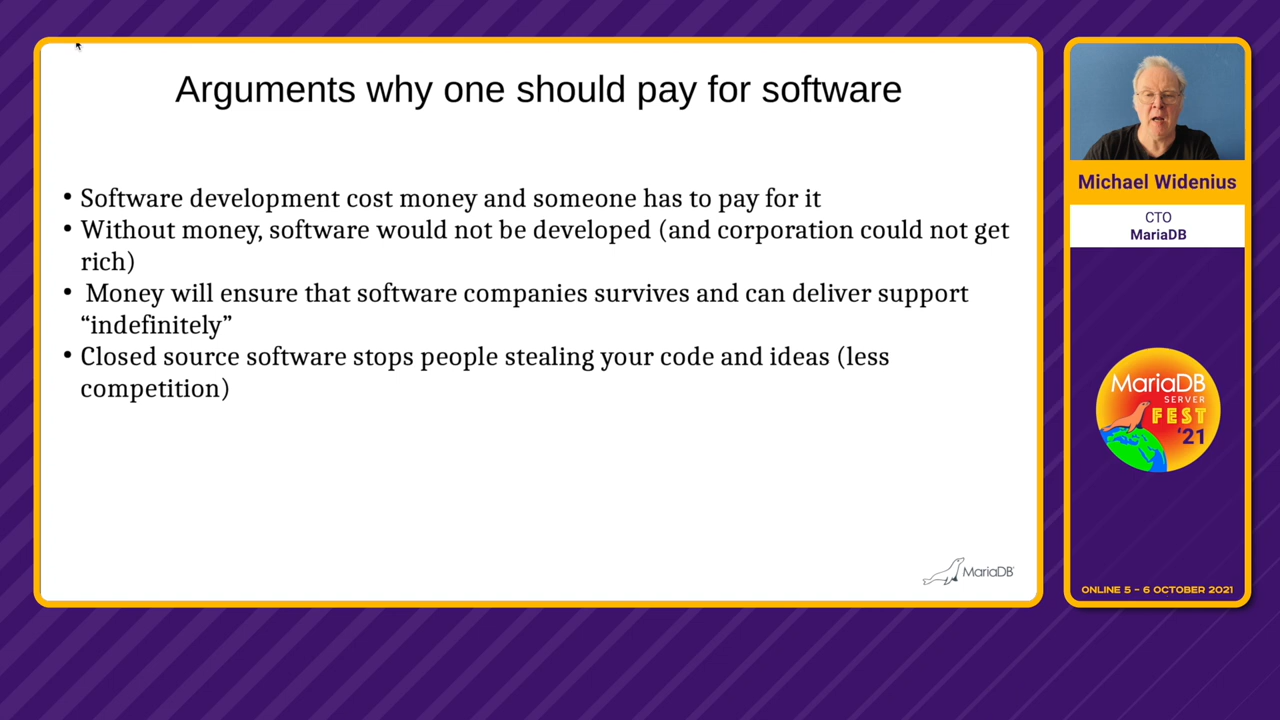 Arguments why one should pay for software
• Software development cost money and someone has to pay for it
• Without money, software would not be developed (and corporation could not get
rich)
• Money will ensure that software companies survives and can deliver support
“indefinitely”
• Closed source software stops people stealing your code and ideas (less
competition)
MariaDB
Michael Widenius
CTO
MariaDB
MariaDB
SERVER
FEST
‘21
ONLINE 5 – 6 OCTOBER 2021